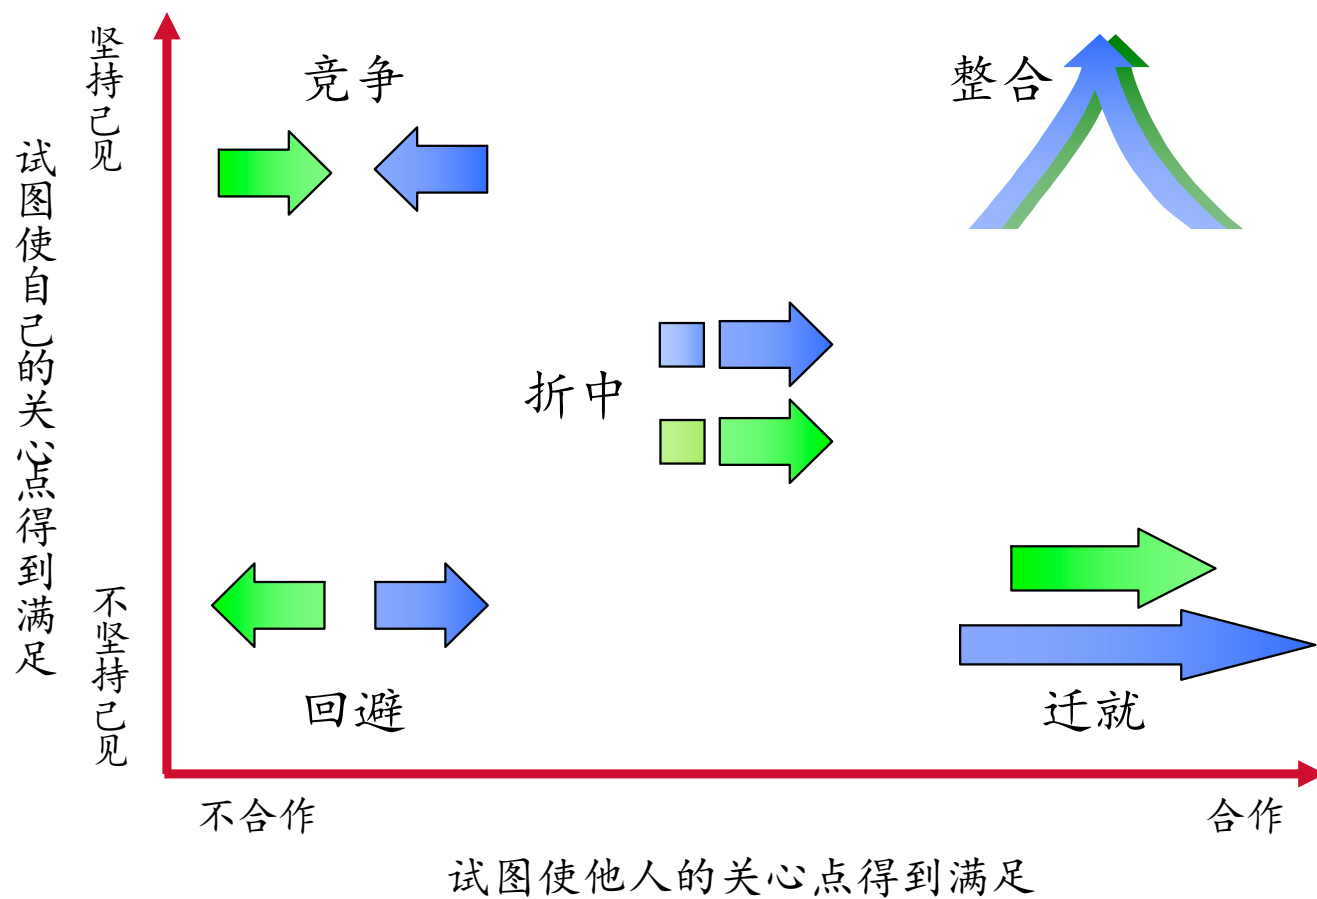 坚持己见
竞争
整合
试图使自己的关心点得到满足
折中
不坚持己见
回避
迁就
不合作
合作
试图使他人的关心点得到满足